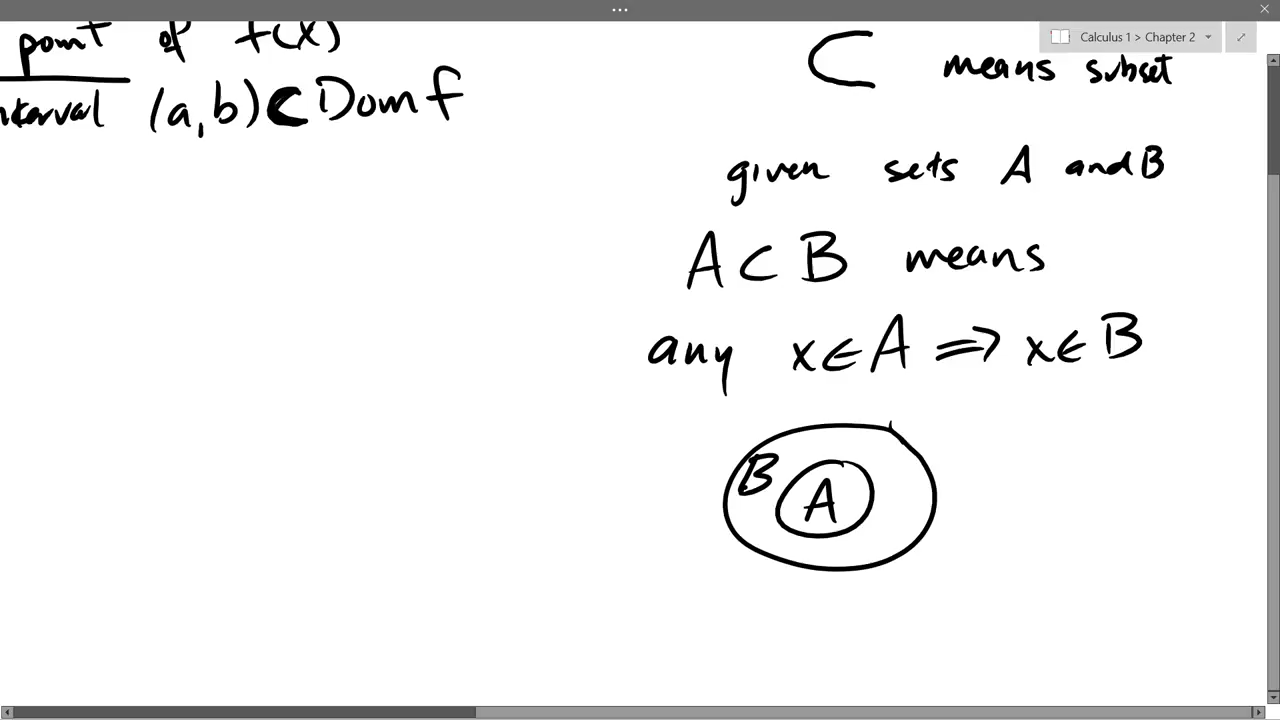 point of f(x)
interval (a,b) ⊂ Dom f
Calculus 1 > Chapter 2
⊂ means subset
given sets A and B
A ⊂ B means
any x ∈ A ⟹ x ∈ B
B
A